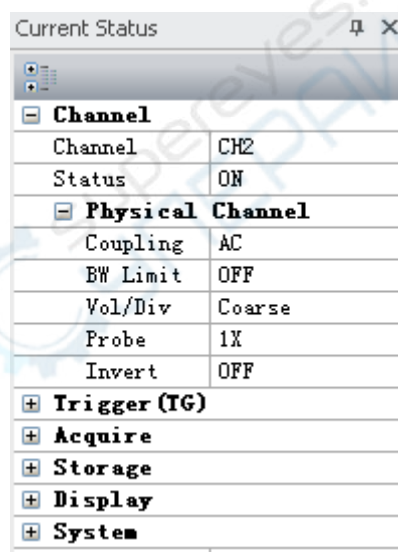 Current Status
Channel
Channel CH2
Status ON
Physical Channel
Coupling AC
BW Limit OFF
Vol/Div Coarse
Probe 1X
Invert OFF
Trigger(TG)
Acquire
Storage
Display
System